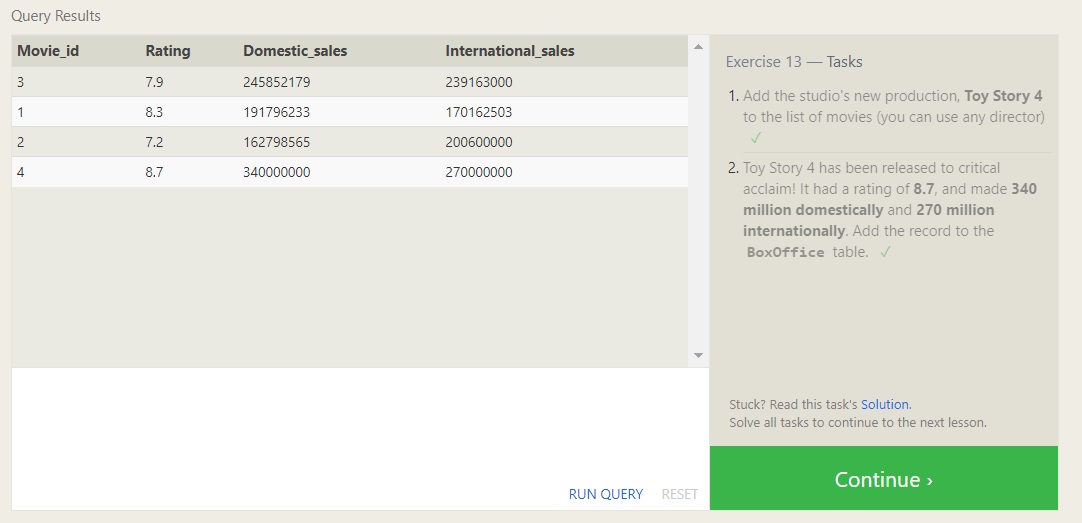 Query Results
Movie_id Rating Domestic_sales International_sales
3 7.9 245852179 239163000
1 8.3 191796233 170162503
2 7.2 162798565 200600000
4 8.7 340000000 270000000
RUN QUERY RESET
Exercise 13 — Tasks
1. Add the studio's new production, Toy Story 4
to the list of movies (you can use any director)
✓
2. Toy Story 4 has been released to critical
acclaim! It had a rating of 8.7, and made 340
million domestically and 270 million
internationally. Add the record to the
BoxOffice table. ✓
Stuck? Read this task's Solution.
Solve all tasks to continue to the next lesson.
Continue ›